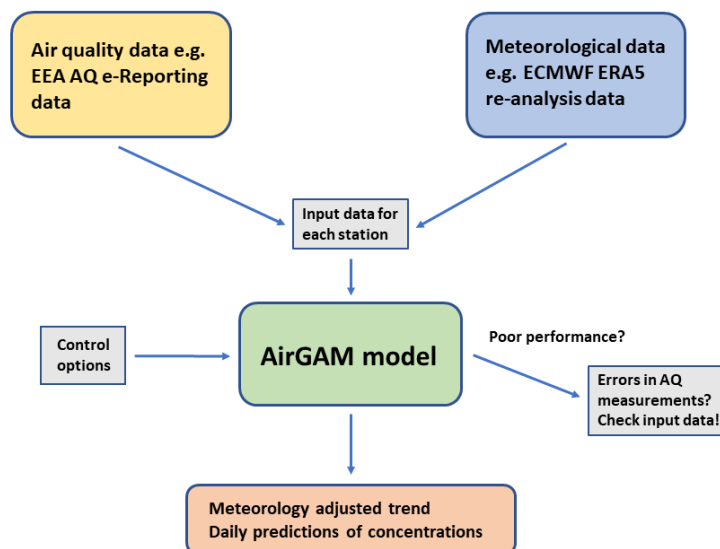 Air quality data e.g.
EEA AQ e-Reporting
data
Meteorological data
e.g. ECMWF ERA5
re-analysis data
Input data for
each station
Control
options
AirGAM model
Poor performance?
Errors in AQ
measurements?
Check input data!
Meteorology adjusted trend
Daily predictions of concentrations